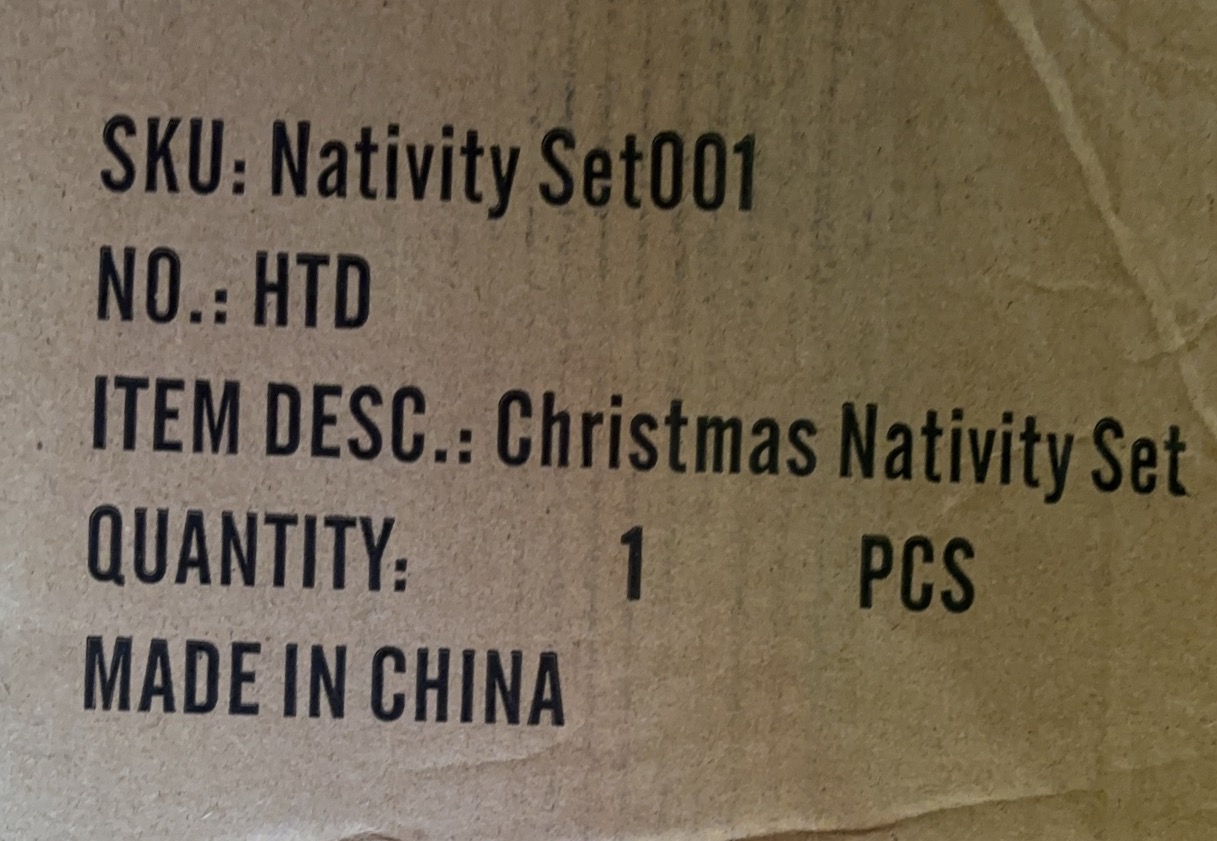 SKU: Nativity Set001
NO.: HTD
ITEM DESC.: Christmas Nativity Set
QUANTITY: 1 PCS
MADE IN CHINA